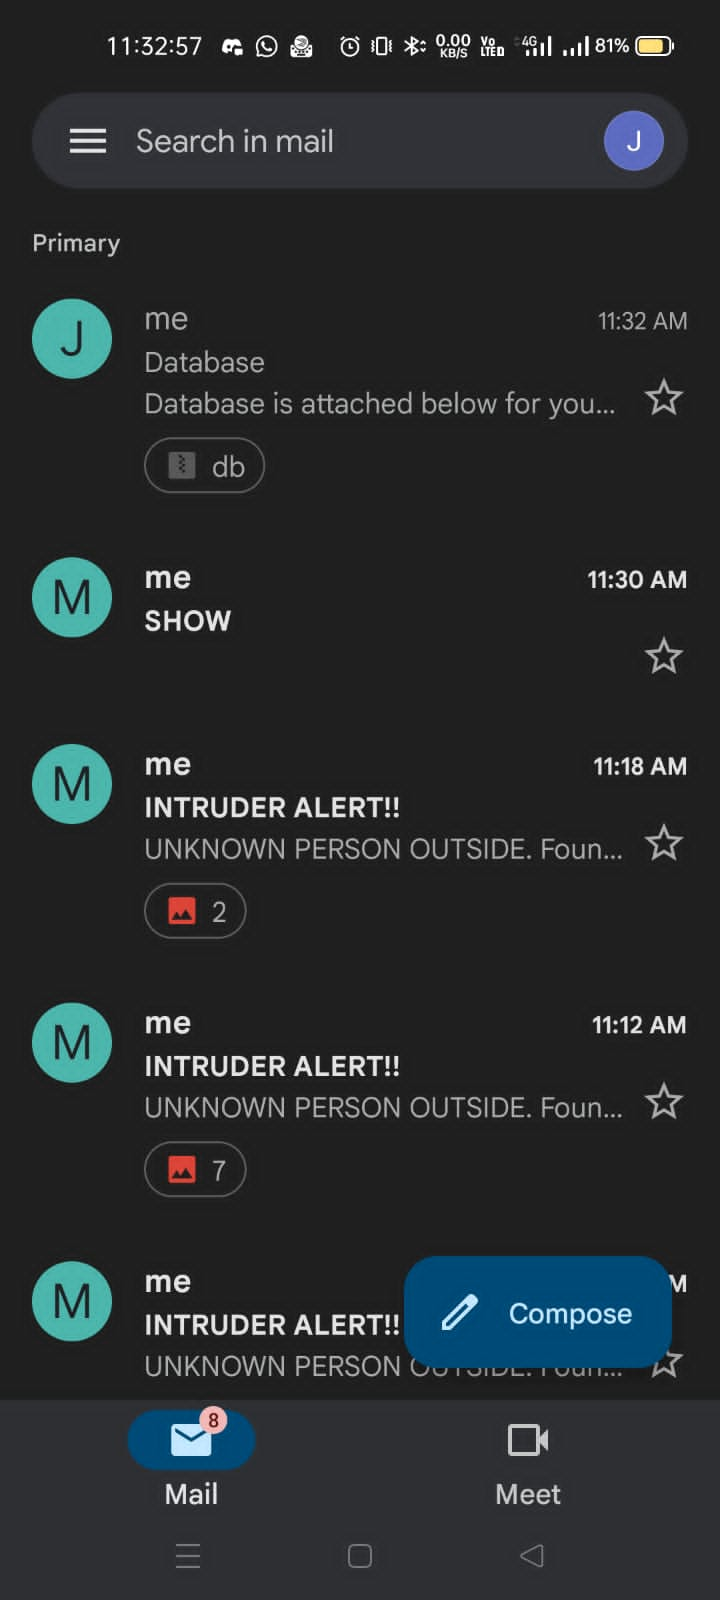 11:32:57 0.00 KB/S Vo LTE 4G 81%
Search in mail J
Primary
J me 11:32 AM
Database
Database is attached below for you...
db
M me 11:30 AM
SHOW
M me 11:18 AM
INTRUDER ALERT!!
UNKNOWN PERSON OUTSIDE. Foun...
2
M me 11:12 AM
INTRUDER ALERT!!
UNKNOWN PERSON OUTSIDE. Foun...
7
M me M
INTRUDER ALERT!!
UNKNOWN PERSON
Compose
8
Mail Meet